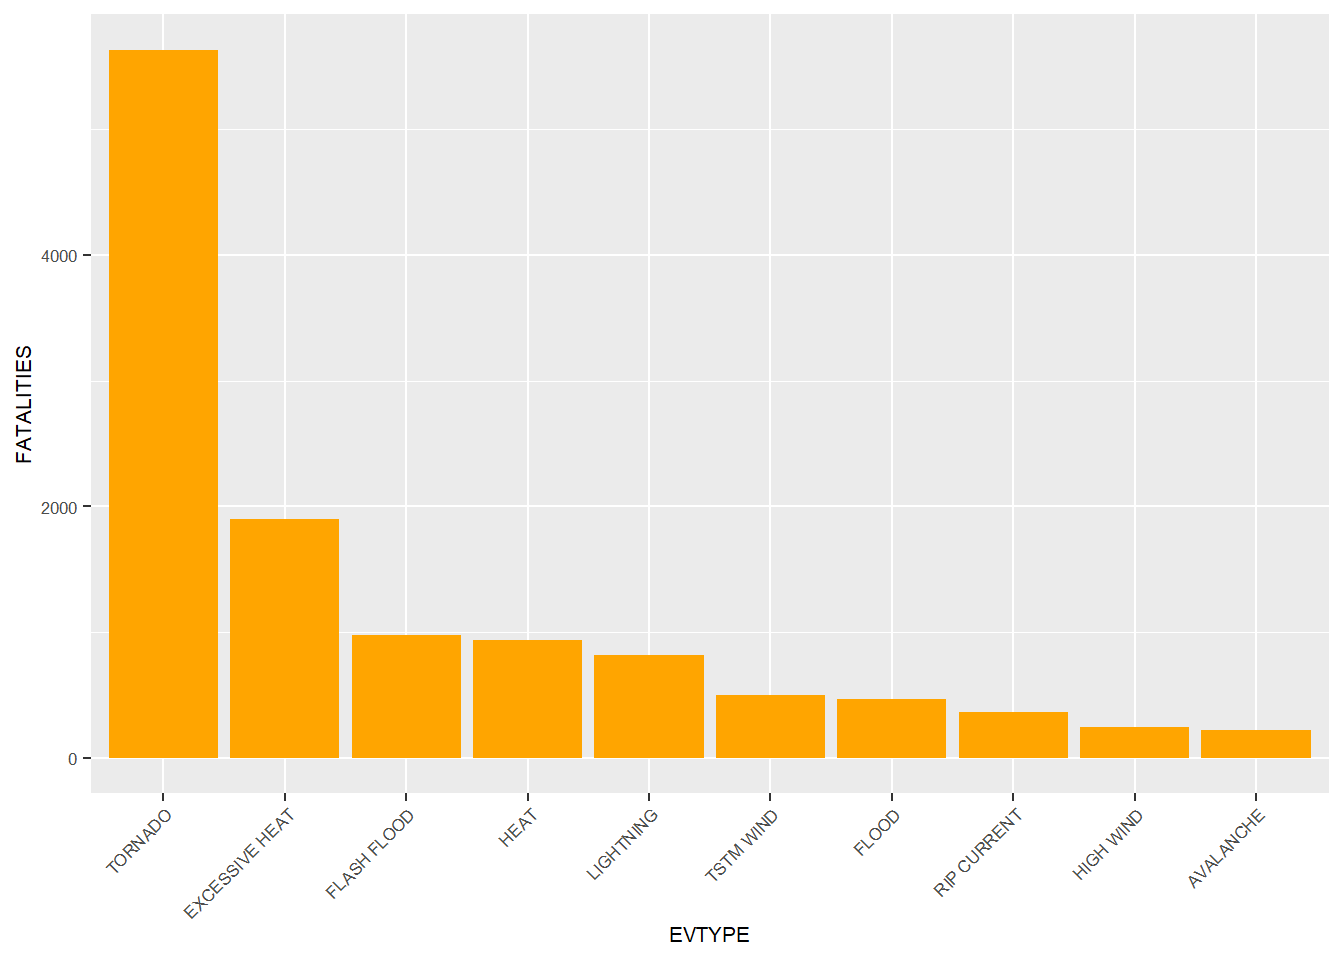 FATALITIES
4000
2000
0
TORNADO
EXCESSIVE HEAT
FLASH FLOOD
HEAT
LIGHTNING
TSTM WIND
FLOOD
RIP CURRENT
HIGH WIND
AVALANCHE
EVTYPE